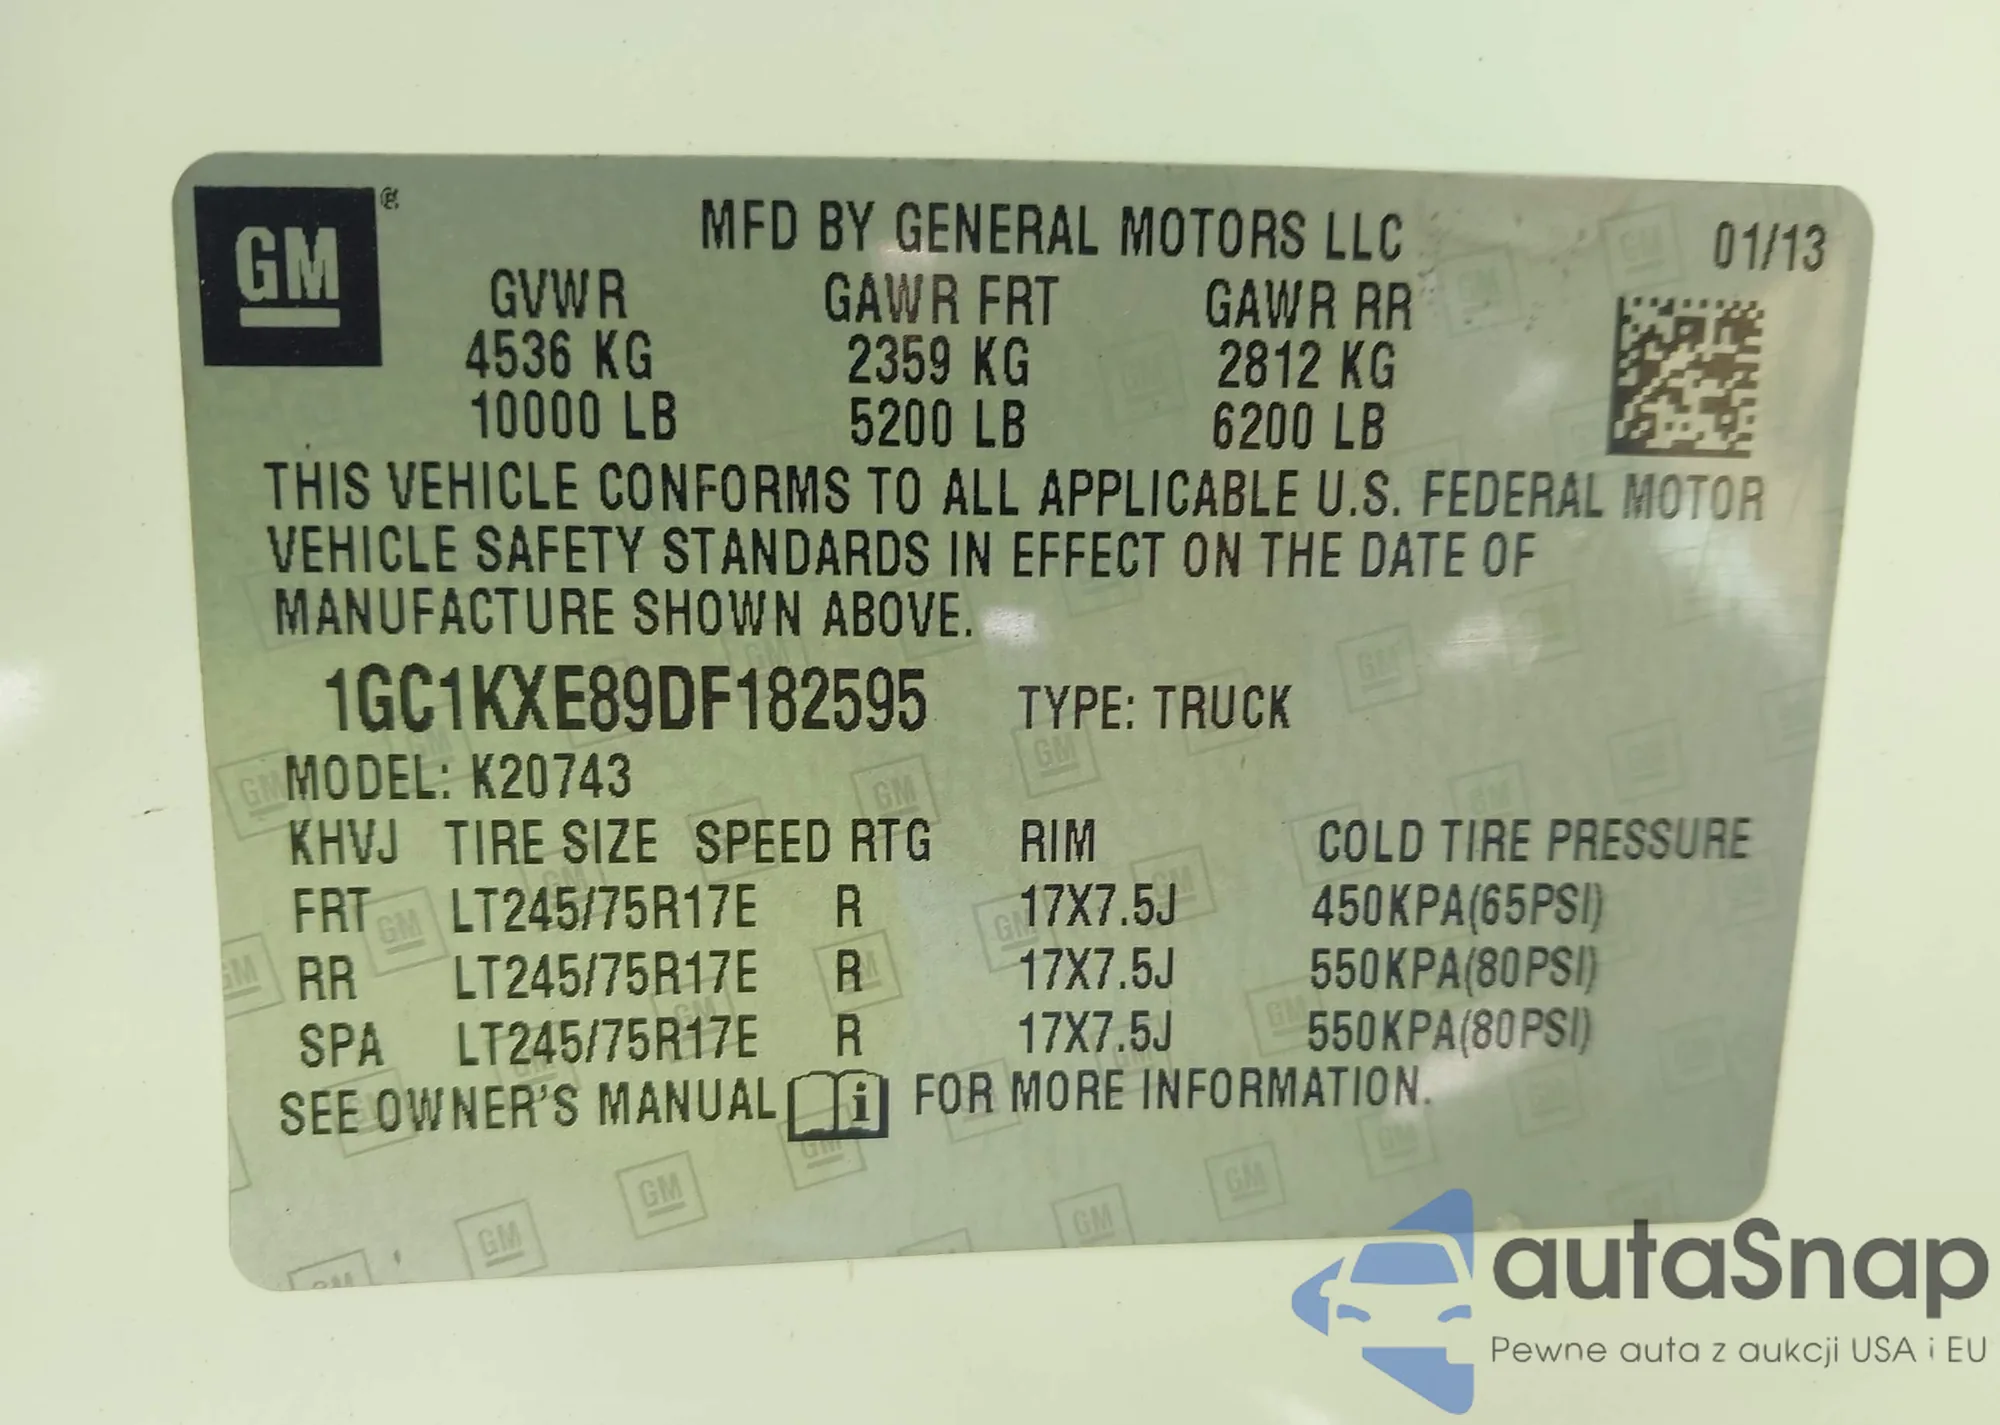 GM ®
MFD BY GENERAL MOTORS LLC 01/13
GVWR GAWR FRT GAWR RR
4536 KG 2359 KG 2812 KG
10000 LB 5200 LB 6200 LB
THIS VEHICLE CONFORMS TO ALL APPLICABLE U.S. FEDERAL MOTOR
VEHICLE SAFETY STANDARDS IN EFFECT ON THE DATE OF
MANUFACTURE SHOWN ABOVE.
1GC1KXE89DF182595 TYPE: TRUCK
MODEL: K20743
KHVJ TIRE SIZE SPEED RTG RIM COLD TIRE PRESSURE
FRT LT245/75R17E R 17X7.5J 450KPA(65PSI)
RR LT245/75R17E R 17X7.5J 550KPA(80PSI)
SPA LT245/75R17E R 17X7.5J 550KPA(80PSI)
SEE OWNER'S MANUAL i FOR MORE INFORMATION.
autaSnap
Pewne auta z aukcji USA i EU